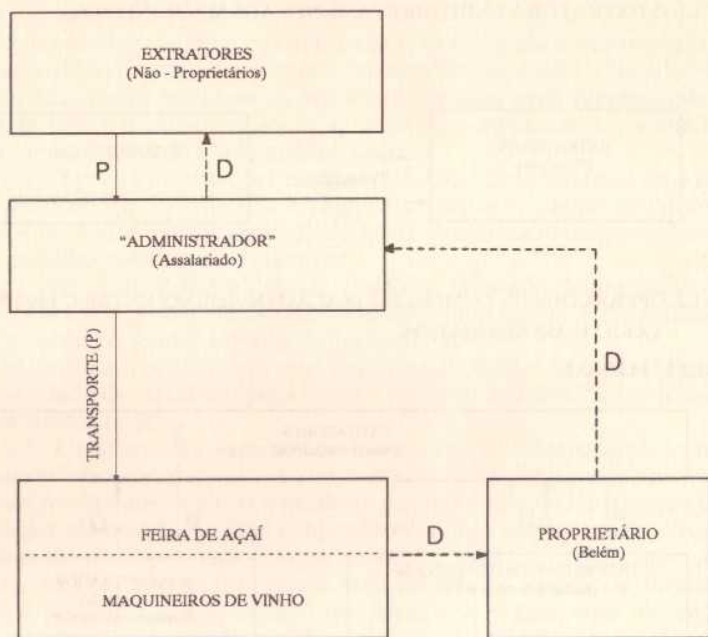 EXTRATORES
(Não - Proprietários)
P
D
"ADMINISTRADOR"
(Assalariado)
D
TRANSPORTE (P)
FEIRA DE AÇAÍ
D
PROPRIETÁRIO
(Belém)
MAQUINEIROS DE VINHO